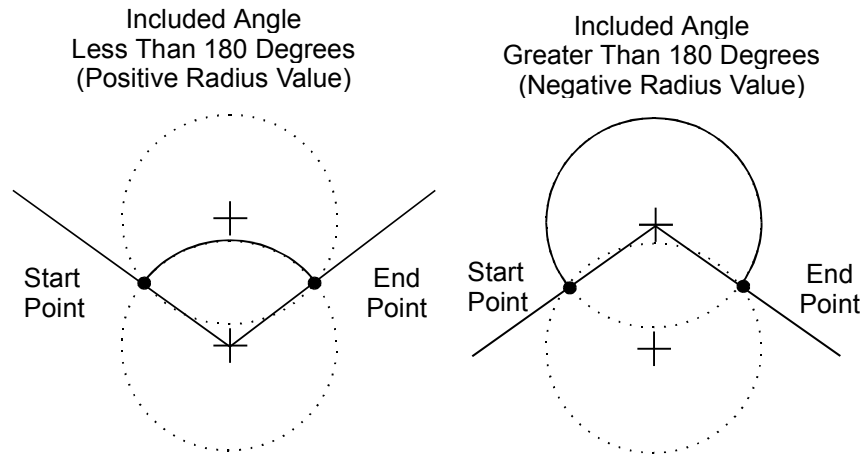 Included Angle
Less Than 180 Degrees
(Positive Radius Value)
Start
Point
End
Point
Included Angle
Greater Than 180 Degrees
(Negative Radius Value)
Start
Point
End
Point